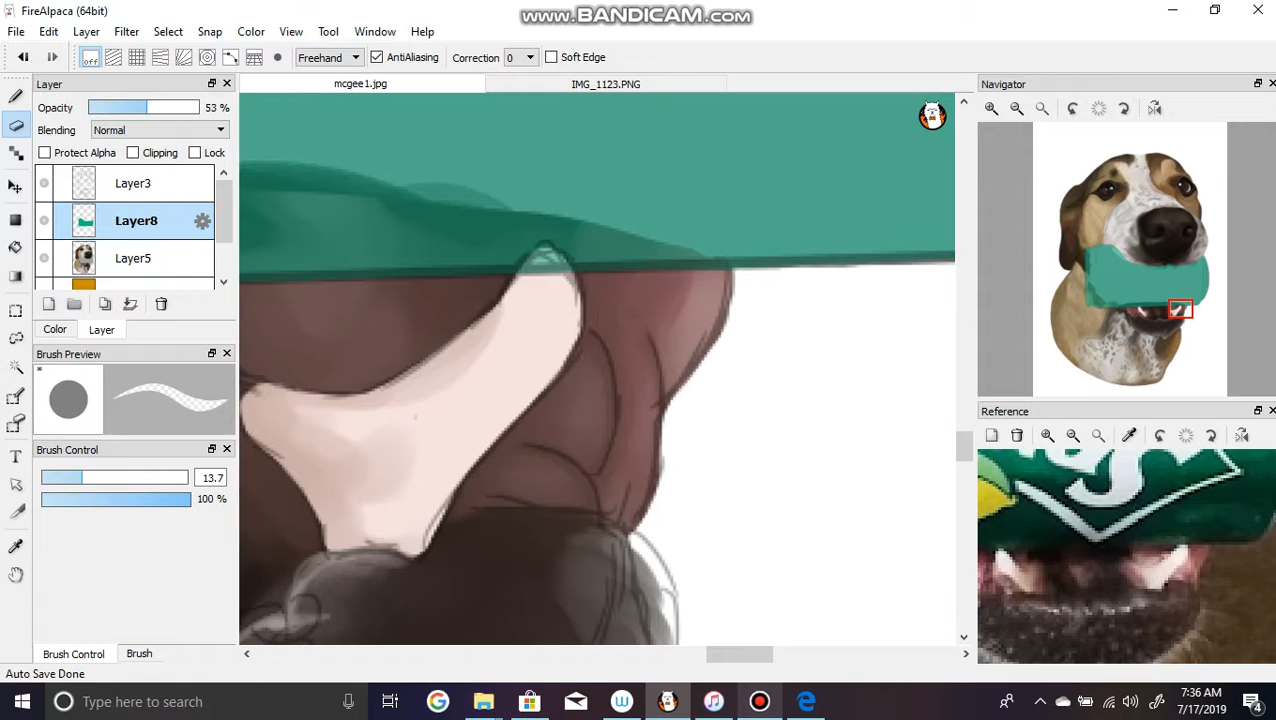 FireAlpaca (64bit)
www.BANDICAM.com
File Edit Layer Filter Select Snap Color View Tool Window Help
off Freehand AntiAliasing Correction 0 Soft Edge
Layer
mcgee1.jpg
IMG_1123.PNG
Navigator
Opacity 53 %
Blending Normal
Protect Alpha Clipping Lock
Layer3
Layer8
Layer5
Color Layer
Brush Preview
*
Reference
Brush Control
13.7
100 %
Brush Control Brush
Auto Save Done
Type here to search
7:36 AM
7/17/2019
4